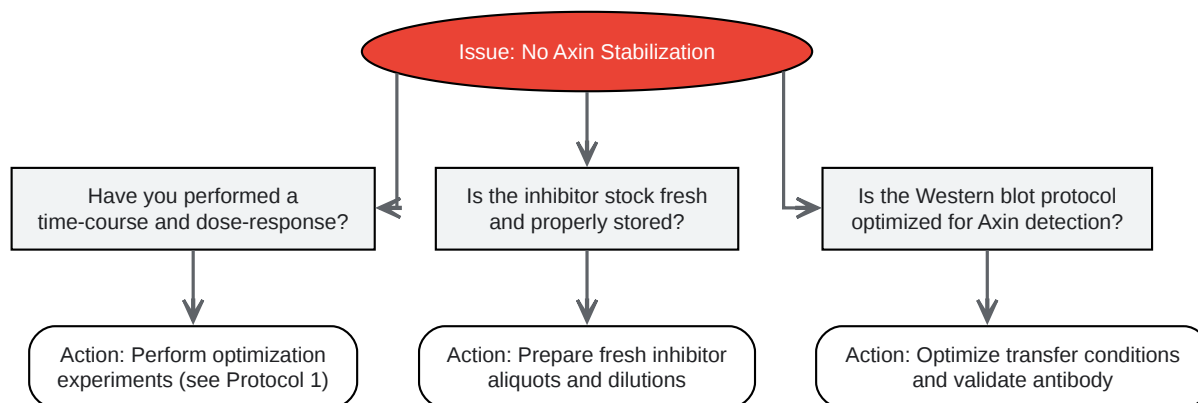 Issue: No Axin Stabilization
Have you performed a
time-course and dose-response?
Is the inhibitor stock fresh
and properly stored?
Is the Western blot protocol
optimized for Axin detection?
Action: Perform optimization
experiments (see Protocol 1)
Action: Prepare fresh inhibitor
aliquots and dilutions
Action: Optimize transfer conditions
and validate antibody